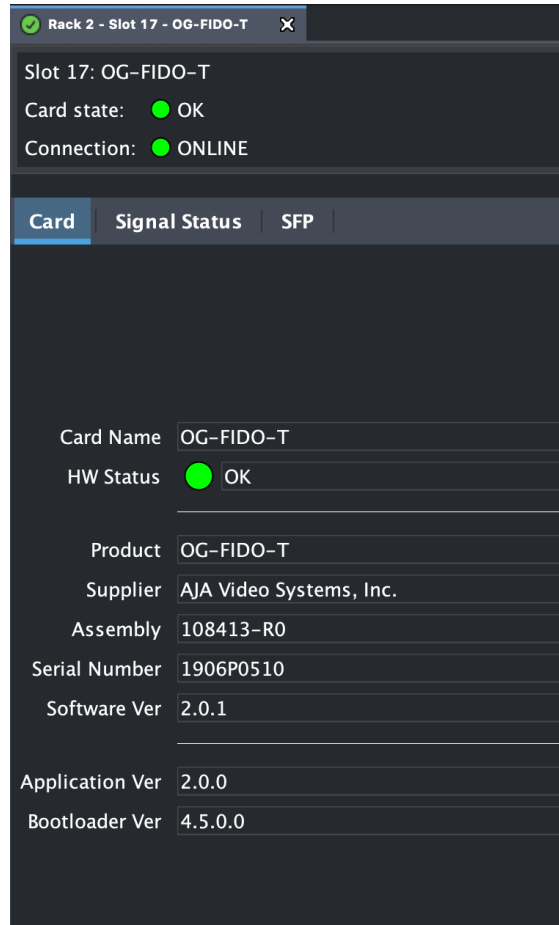 Rack 2 - Slot 17 - OG-FIDO-T
Slot 17: OG-FIDO-T
Card state: OK
Connection: ONLINE
Card Signal Status SFP
Card Name OG-FIDO-T
HW Status OK
Product OG-FIDO-T
Supplier AJA Video Systems, Inc.
Assembly 108413-R0
Serial Number 1906P0510
Software Ver 2.0.1
Application Ver 2.0.0
Bootloader Ver 4.5.0.0